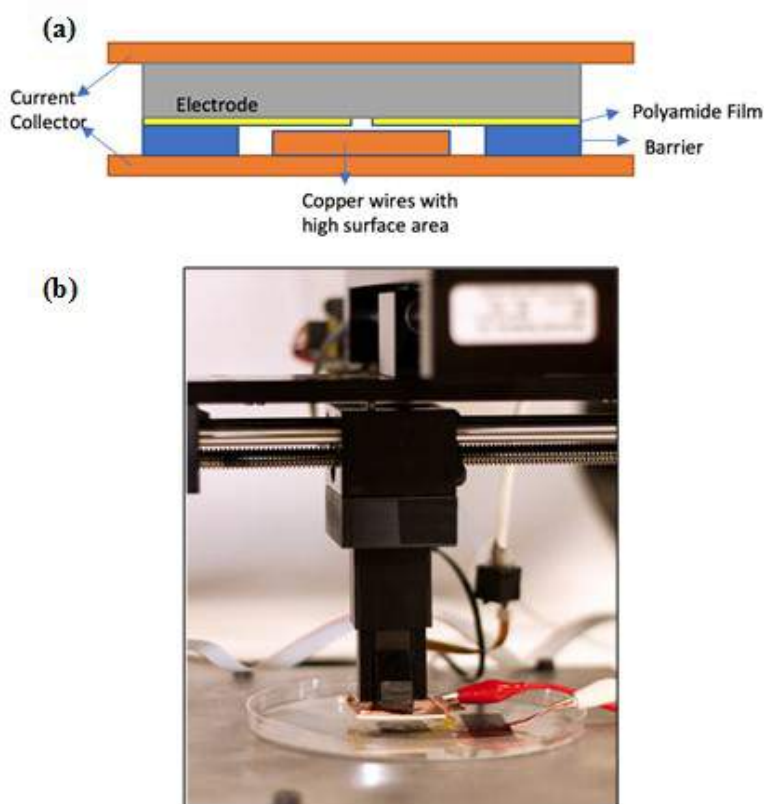 (a)
Current
Collector
Electrode
Polyamide Film
Barrier
Copper wires with
high surface area
(b)